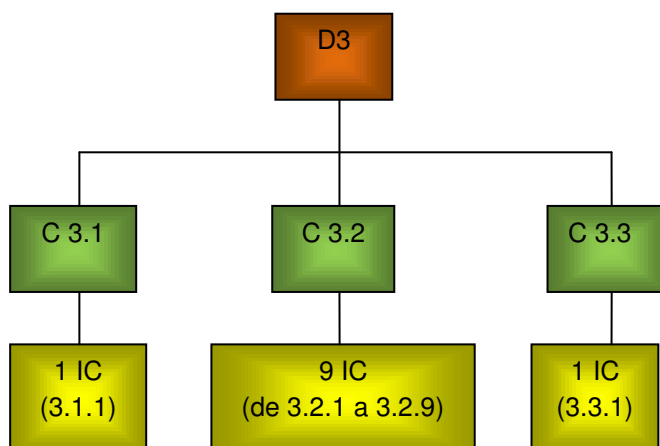 D3
C 3.1
C 3.2
C 3.3
1 IC
(3.1.1)
9 IC
(de 3.2.1 a 3.2.9)
1 IC
(3.3.1)